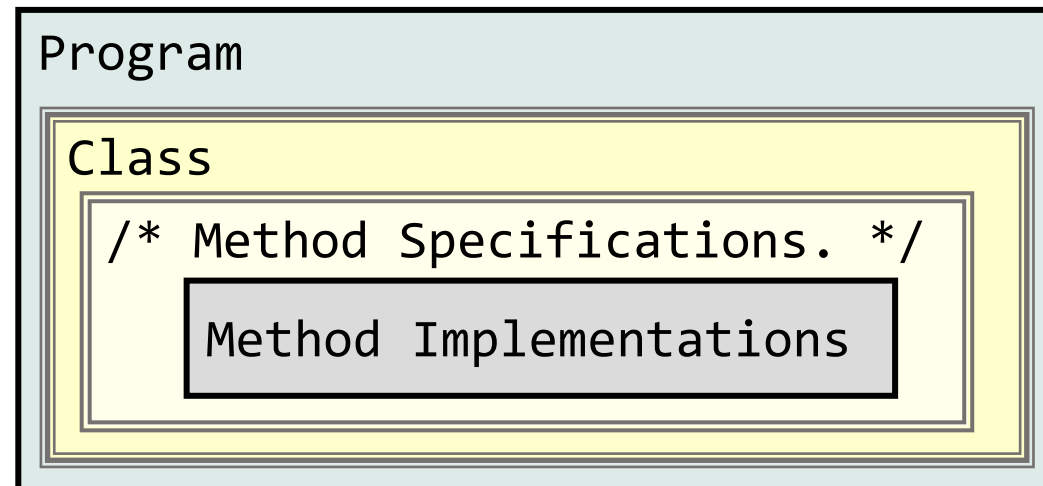 Program
Class
/* Method Specifications. */
Method Implementations